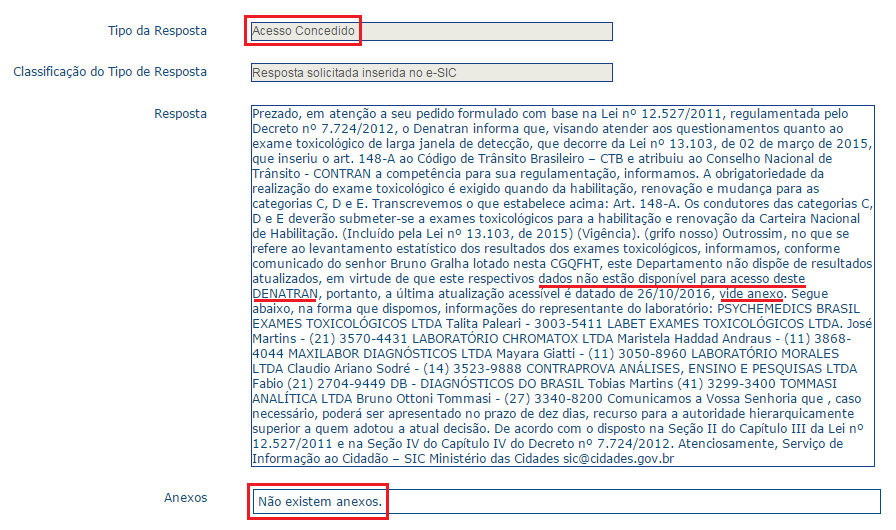 Tipo da Resposta Acesso Concedido
Classificação do Tipo de Resposta Resposta solicitada inserida no e-SIC
Resposta Prezado, em atenção a seu pedido formulado com base na Lei nº 12.527/2011, regulamentada pelo
Decreto nº 7.724/2012, o Denatran informa que, visando atender aos questionamentos quanto ao
exame toxicológico de larga janela de detecção, que decorre da Lei nº 13.103, de 02 de março de 2015,
que inseriu o art. 148-A ao Código de Trânsito Brasileiro – CTB e atribuiu ao Conselho Nacional de
Trânsito - CONTRAN a competência para sua regulamentação, informamos. A obrigatoriedade da
realização do exame toxicológico é exigido quando da habilitação, renovação e mudança para as
categorias C, D e E. Transcrevemos o que estabelece acima: Art. 148-A. Os condutores das categorias C,
D e E deverão submeter-se a exames toxicológicos para a habilitação e renovação da Carteira Nacional
de Habilitação. (Incluído pela Lei nº 13.103, de 2015) (Vigência). (grifo nosso) Outrossim, no que se
refere ao levantamento estatístico dos resultados dos exames toxicológicos, informamos, conforme
comunicado do senhor Bruno Gralha lotado nesta CGQFHT, este Departamento não dispõe de resultados
atualizados, em virtude de que este respectivos dados não estão disponível para acesso deste
DENATRAN, portanto, a última atualização acessível é datado de 26/10/2016, vide anexo. Segue
abaixo, na forma que dispomos, informações do representante do laboratório: PSYCHEMEDICS BRASIL
EXAMES TOXICOLÓGICOS LTDA Talita Paleari - 3003-5411 LABET EXAMES TOXICOLÓGICOS LTDA. José
Martins - (21) 3570-4431 LABORATÓRIO CHROMATOX LTDA Maristela Haddad Andraus - (11) 3868-
4044 MAXILABOR DIAGNÓSTICOS LTDA Mayara Giatti - (11) 3050-8960 LABORATÓRIO MORALES
LTDA Claudio Ariano Sodré - (14) 3523-9888 CONTRAPROVA ANÁLISES, ENSINO E PESQUISAS LTDA
Fabio (21) 2704-9449 DB - DIAGNÓSTICOS DO BRASIL Tobias Martins (41) 3299-3400 TOMMASI
ANALÍTICA LTDA Bruno Ottoni Tommasi - (27) 3340-8200 Comunicamos a Vossa Senhoria que , caso
necessário, poderá ser apresentado no prazo de dez dias, recurso para a autoridade hierarquicamente
superior a quem adotou a atual decisão. De acordo com o disposto na Seção II do Capítulo III da Lei nº
12.527/2011 e na Seção IV do Capítulo IV do Decreto nº 7.724/2012. Atenciosamente, Serviço de
Informação ao Cidadão – SIC Ministério das Cidades sic@cidades.gov.br
Anexos Não existem anexos.